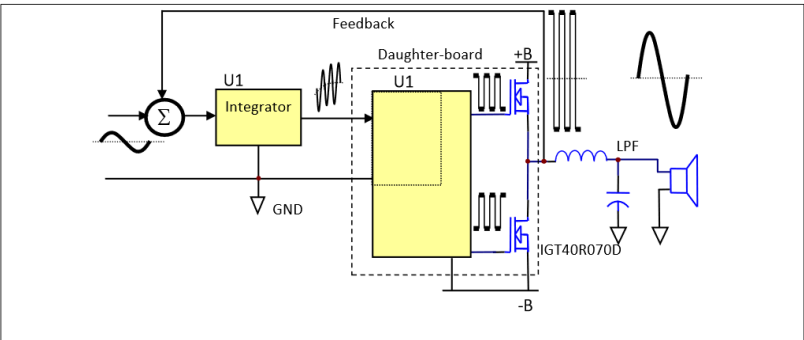 Feedback
Daughter-board
+B
U1
U1
Integrator
Σ
LPF
GND
IGT40R070D
-B